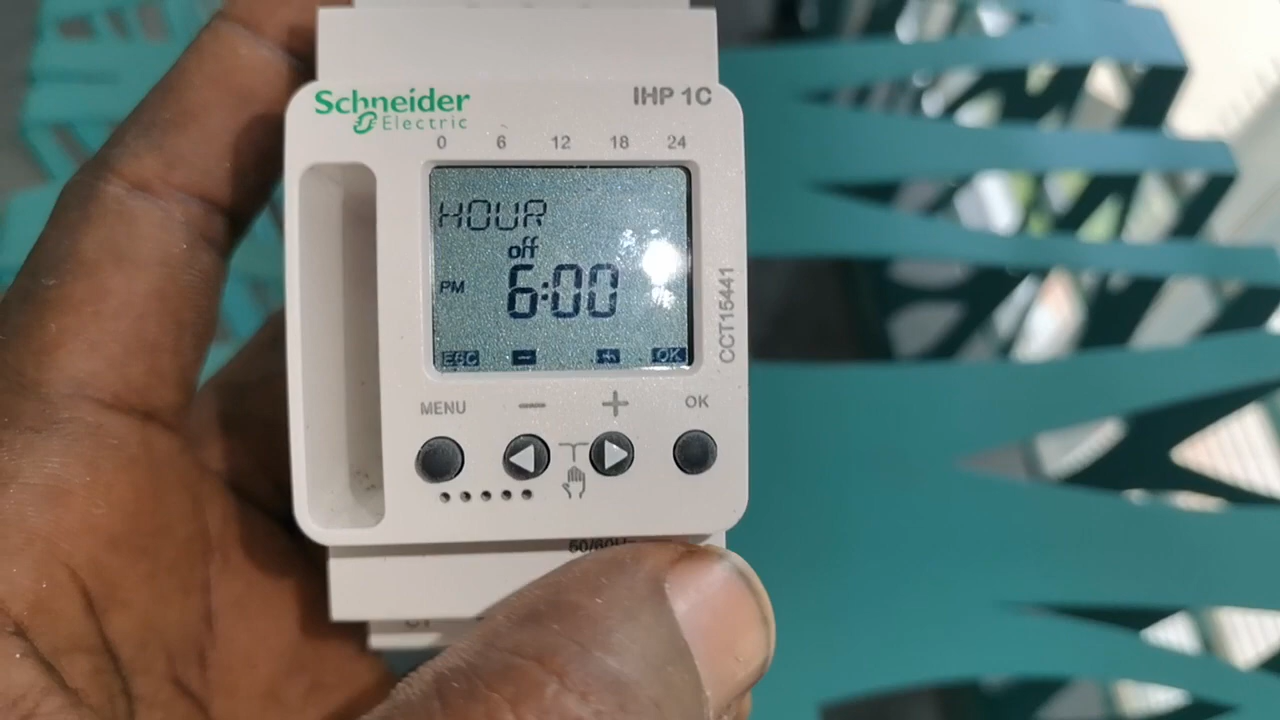 Schneider
Electric
IHP 1C
0 6 12 18 24
HOUR
off
PM 6:00
ESC - + OK
CCT15441
MENU - + OK